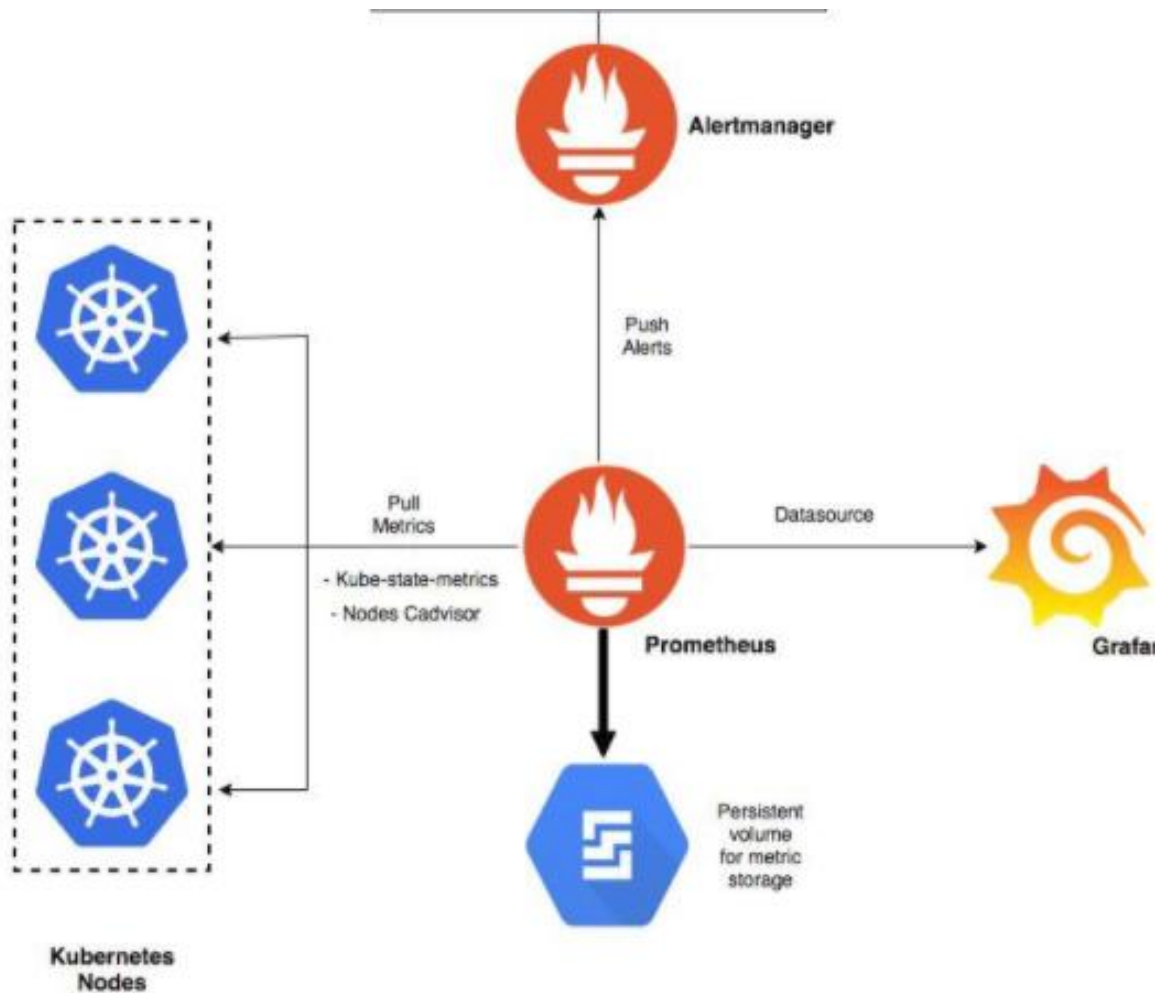 Alertmanager
Push
Alerts
Pull
Metrics
- Kube-state-metrics
- Nodes Cadvisor
Datasource
Prometheus
Grafan
Persistent
volume
for metric
storage
Kubernetes
Nodes